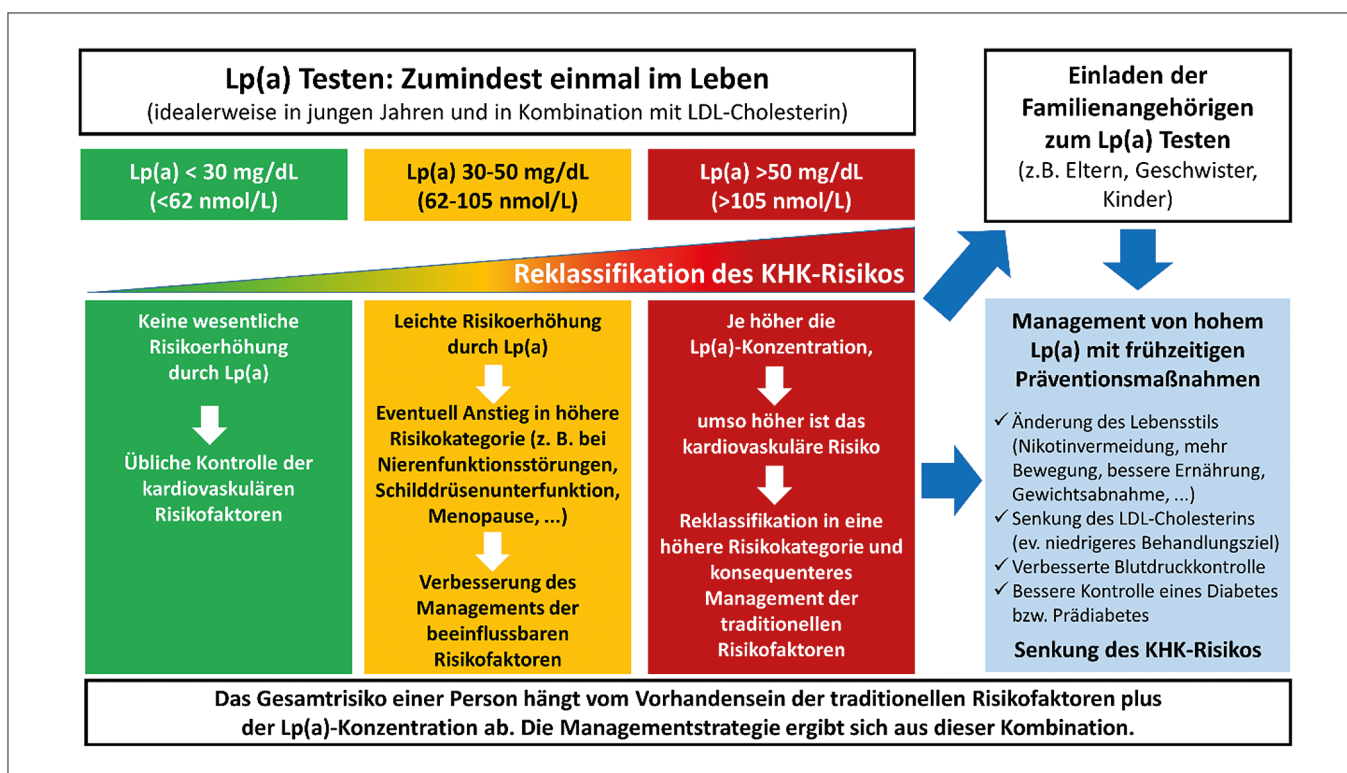 Lp(a) Testen: Zumindest einmal im Leben
(idealerweise in jungen Jahren und in Kombination mit LDL-Cholesterin)
Lp(a) < 30 mg/dL
(<62 nmol/L)
Lp(a) 30-50 mg/dL
(62-105 nmol/L)
Lp(a) >50 mg/dL
(>105 nmol/L)
Reklassifikation des KHK-Risikos
Keine wesentliche
Risikoerhöhung
durch Lp(a)
Übliche Kontrolle der
kardiovaskulären
Risikofaktoren
Leichte Risikoerhöhung
durch Lp(a)
Eventuell Anstieg in höhere
Risikokategorie (z. B. bei
Nierenfunktionsstörungen,
Schilddrüsenunterfunktion,
Menopause, ...)
Verbesserung des
Managements der
beeinflussbaren
Risikofaktoren
Je höher die
Lp(a)-Konzentration,
umso höher ist das
kardiovaskuläre Risiko
Reklassifikation in eine
höhere Risikokategorie und
konsequenteres
Management der
traditionellen
Risikofaktoren
Einladen der
Familienangehörigen
zum Lp(a) Testen
(z.B. Eltern, Geschwister,
Kinder)
Management von hohem
Lp(a) mit frühzeitigen
Präventionsmaßnahmen
✓ Änderung des Lebensstils
(Nikotinvermeidung, mehr
Bewegung, bessere Ernährung,
Gewichtsabnahme, ...)
✓ Senkung des LDL-Cholesterins
(ev. niedrigeres Behandlungsziel)
✓ Verbesserte Blutdruckkontrolle
✓ Bessere Kontrolle eines Diabetes
bzw. Prädiabetes
Senkung des KHK-Risikos
Das Gesamtrisiko einer Person hängt vom Vorhandensein der traditionellen Risikofaktoren plus
der Lp(a)-Konzentration ab. Die Managementstrategie ergibt sich aus dieser Kombination.